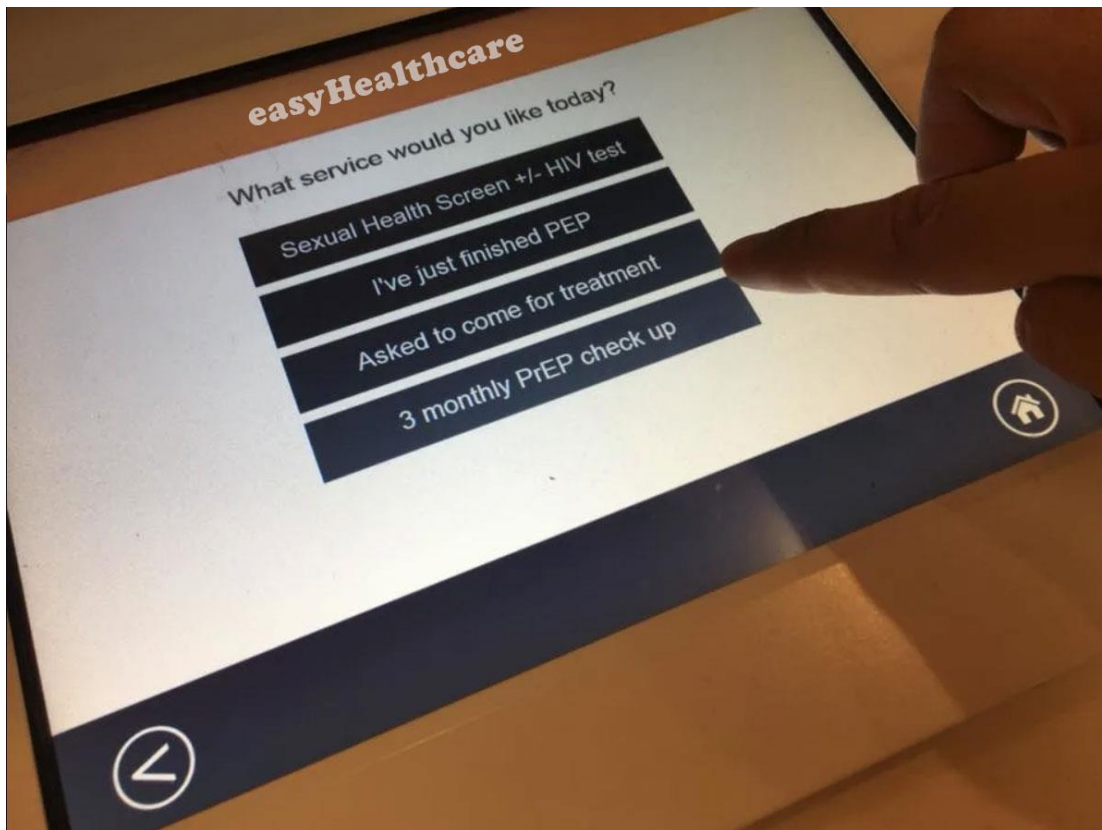 easyHealthcare
What service would you like today?
Sexual Health Screen +/- HIV test
I've just finished PEP
Asked to come for treatment
3 monthly PrEP check up